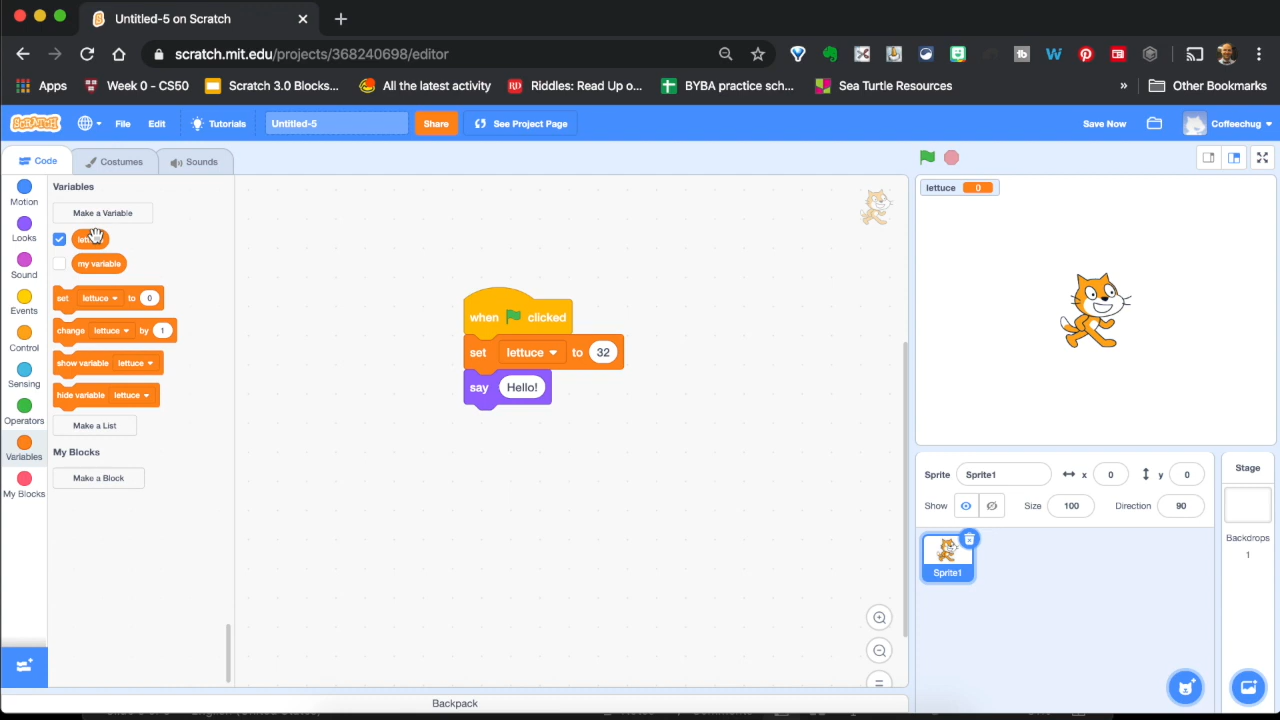 Untitled-5 on Scratch
scratch.mit.edu/projects/368240698/editor
Apps Week 0 - CS50 Scratch 3.0 Blocks... All the latest activity Riddles: Read Up o... BYBA practice sch... Sea Turtle Resources » Other Bookmarks
SCRATCH File Edit Tutorials Untitled-5 Share See Project Page Save Now Coffeechug
Code Costumes Sounds
Motion
Looks
Sound
Events
Control
Sensing
Operators
Variables
My Blocks
Variables
Make a Variable
my variable
set lettuce to 0
change lettuce by 1
show variable lettuce
hide variable lettuce
Make a List
My Blocks
Make a Block
when clicked
set lettuce to 32
say Hello!
Backpack
lettuce 0
Sprite Sprite1 x 0 y 0
Show Size 100 Direction 90
Sprite1
Stage
Backdrops
1